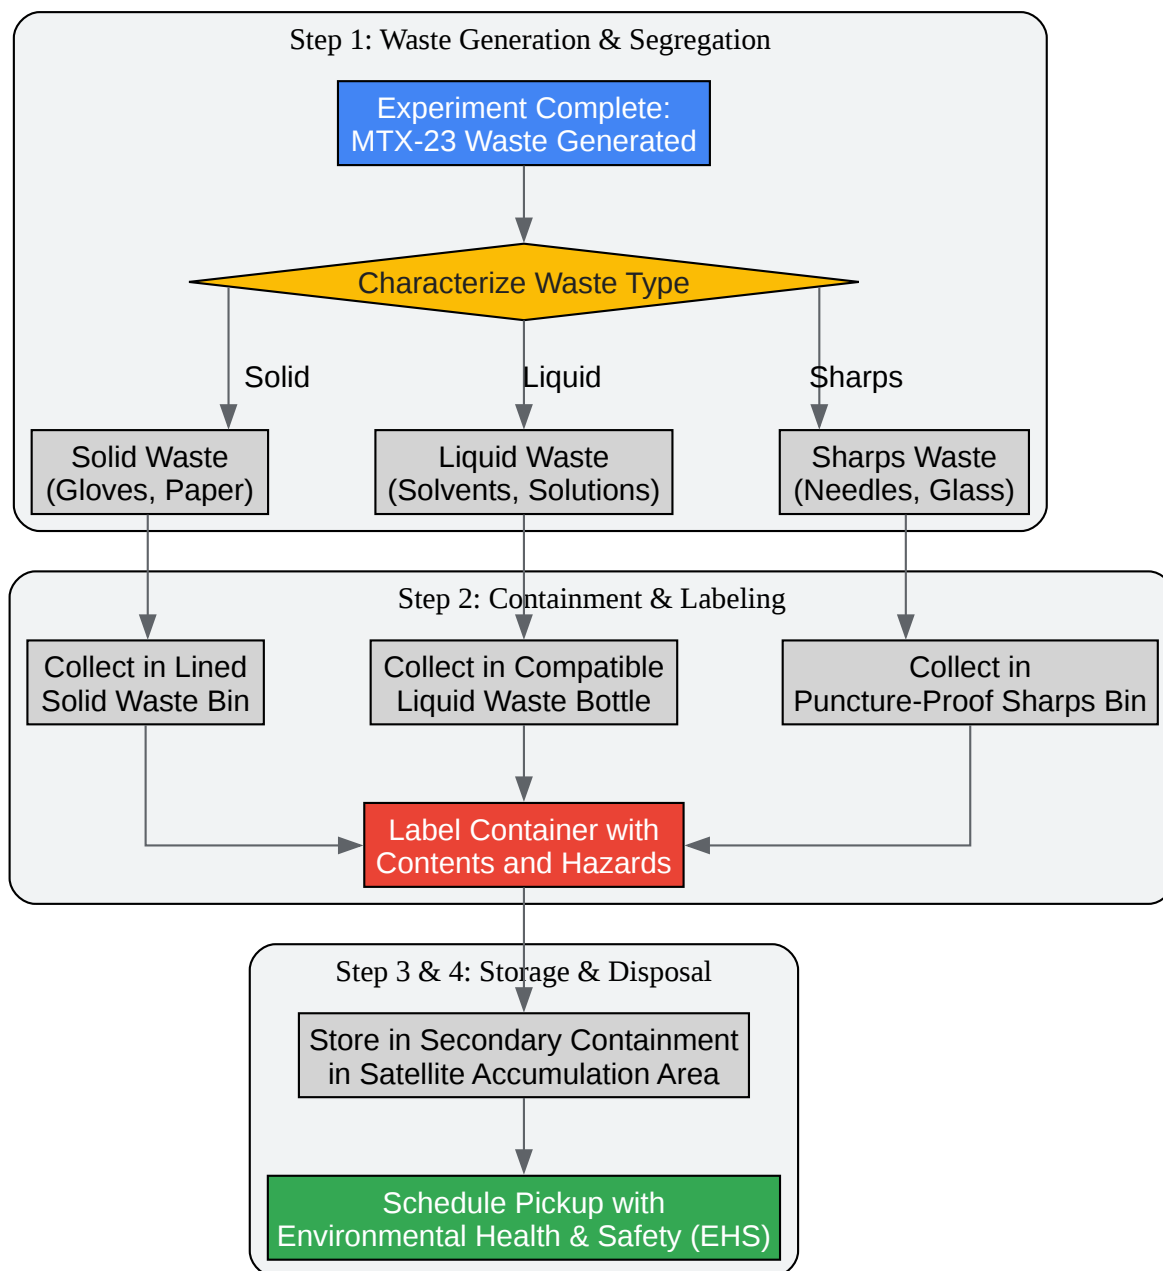 Step 1: Waste Generation & Segregation
Experiment Complete:
MTX-23 Waste Generated
Characterize Waste Type
Solid
Liquid
Sharps
Solid Waste
(Gloves, Paper)
Liquid Waste
(Solvents, Solutions)
Sharps Waste
(Needles, Glass)
Step 2: Containment & Labeling
Collect in Lined
Solid Waste Bin
Collect in Compatible
Liquid Waste Bottle
Collect in
Puncture-Proof Sharps Bin
Label Container with
Contents and Hazards
Step 3 & 4: Storage & Disposal
Store in Secondary Containment
in Satellite Accumulation Area
Schedule Pickup with
Environmental Health & Safety (EHS)